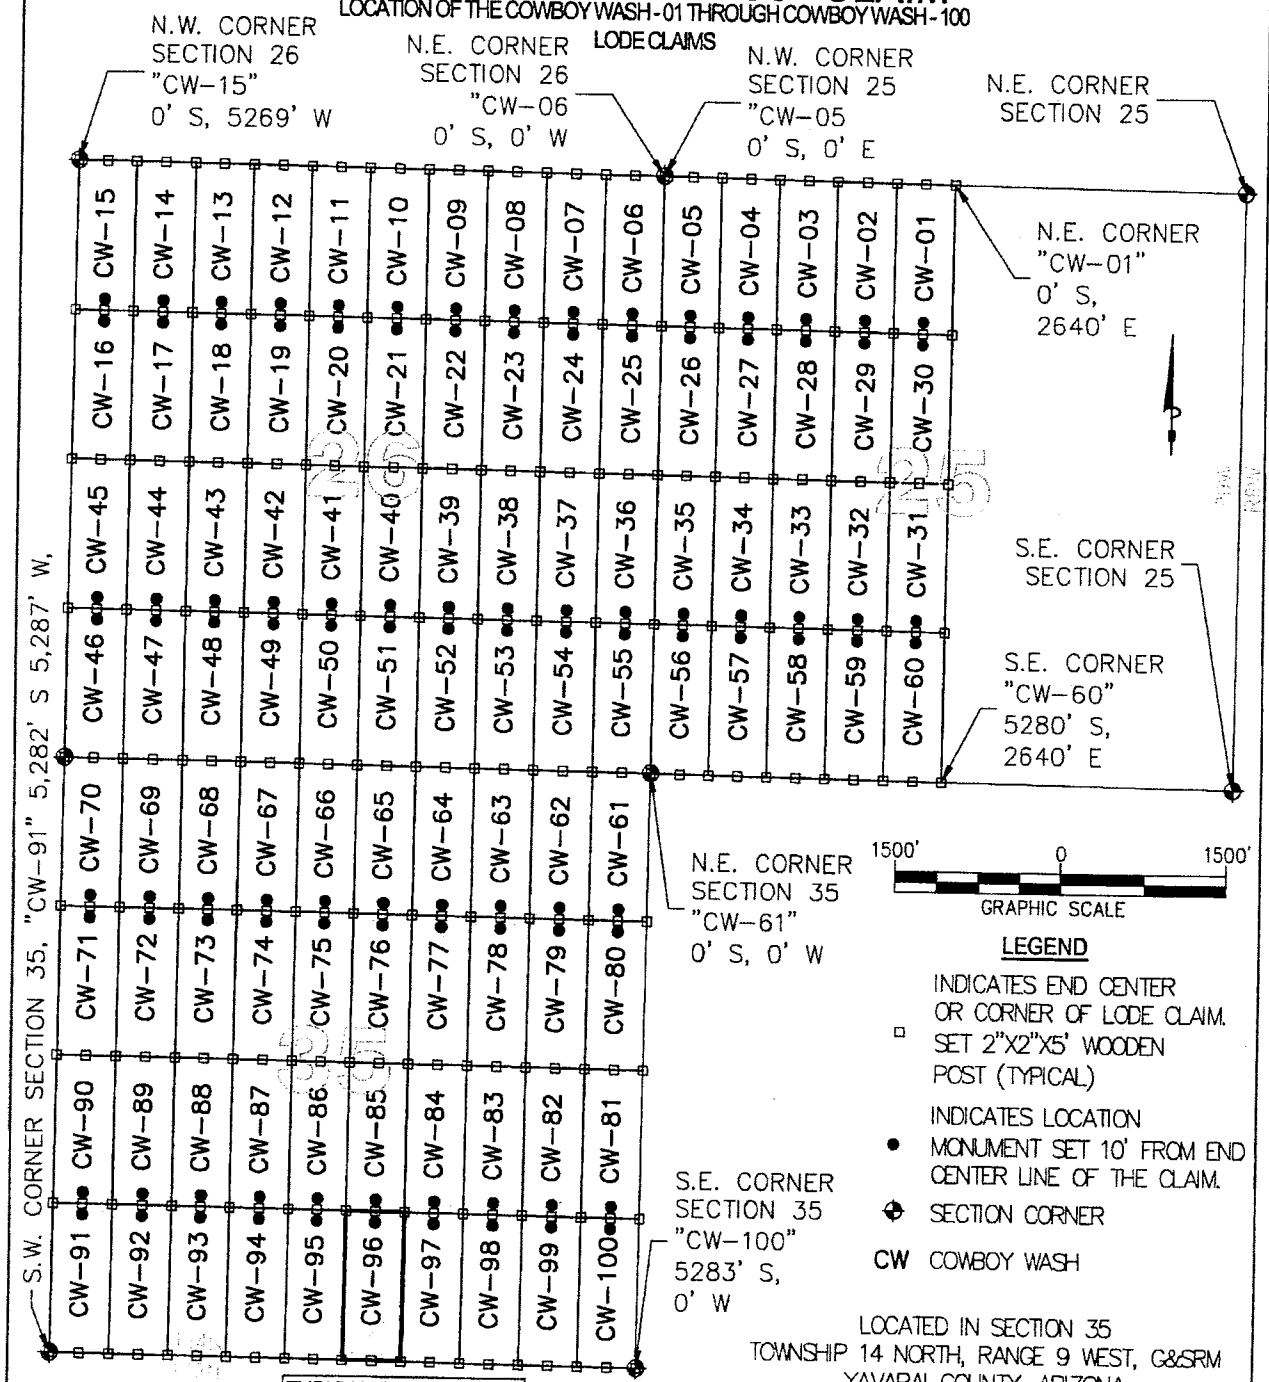 LOCATION OF THE COWBOY WASH-01 THROUGH COWBOY WASH-100
LODE CLAIMS
N.W. CORNER
SECTION 26
"CW-15"
0' S, 5269' W
N.E. CORNER
SECTION 26
"CW-06
0' S, 0' W
N.W. CORNER
SECTION 25
"CW-05
0' S, 0' E
N.E. CORNER
SECTION 25
CW-15 CW-14 CW-13 CW-12 CW-11 CW-10 CW-09 CW-08 CW-07 CW-06 CW-05 CW-04 CW-03 CW-02 CW-01
N.E. CORNER
"CW-01"
0' S,
2640' E
CW-16 CW-17 CW-18 CW-19 CW-20 CW-21 CW-22 CW-23 CW-24 CW-25 CW-26 CW-27 CW-28 CW-29 CW-30
26
25
CW-45 CW-44 CW-43 CW-42 CW-41 CW-40 CW-39 CW-38 CW-37 CW-36 CW-35 CW-34 CW-33 CW-32 CW-31
S.E. CORNER
SECTION 25
CW-46 CW-47 CW-48 CW-49 CW-50 CW-51 CW-52 CW-53 CW-54 CW-55 CW-56 CW-57 CW-58 CW-59 CW-60
S.E. CORNER
"CW-60"
5280' S,
2640' E
CW-70 CW-69 CW-68 CW-67 CW-66 CW-65 CW-64 CW-63 CW-62 CW-61
N.E. CORNER
SECTION 35
"CW-61"
0' S, 0' W
1500' 0 1500'
GRAPHIC SCALE
CW-71 CW-72 CW-73 CW-74 CW-75 CW-76 CW-77 CW-78 CW-79 CW-80
35
CW-90 CW-89 CW-88 CW-87 CW-86 CW-85 CW-84 CW-83 CW-82 CW-81
CW-91 CW-92 CW-93 CW-94 CW-95 CW-96 CW-97 CW-98 CW-99 CW-100
S.W. CORNER SECTION 35, "CW-91" 5,282' S 5,287' W,
S.E. CORNER
SECTION 35
"CW-100"
5283' S,
0' W
LEGEND
INDICATES END CENTER
OR CORNER OF LODE CLAIM.
SET 2"X2"X5' WOODEN
POST (TYPICAL)
INDICATES LOCATION
MONUMENT SET 10' FROM END
CENTER LINE OF THE CLAIM.
SECTION CORNER
CW COWBOY WASH
LOCATED IN SECTION 35
TOWNSHIP 14 NORTH, RANGE 9 WEST, G&SRM
YAVAPAI COUNTY, ARIZONA